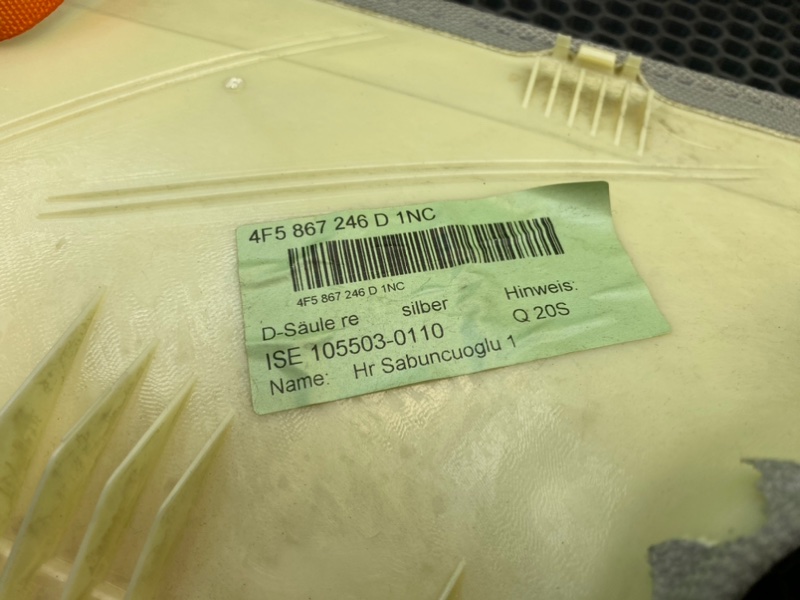 4F5 867 246 D 1NC
4F5 867 246 D 1NC
D-Säule re silber Hinweis:
ISE 105503-0110 Q 20S
Name: Hr Sabuncuoglu 1